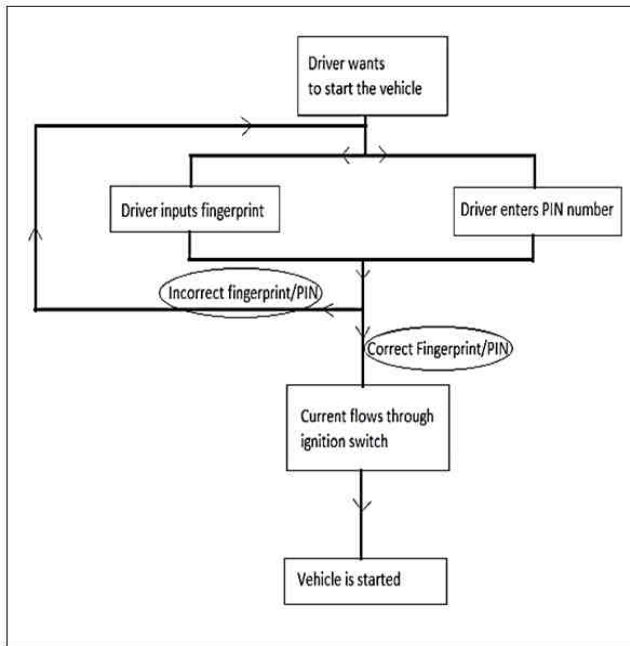 Driver wants
to start the vehicle
Driver inputs fingerprint
Driver enters PIN number
Incorrect fingerprint/PIN
Correct Fingerprint/PIN
Current flows through
ignition switch
Vehicle is started